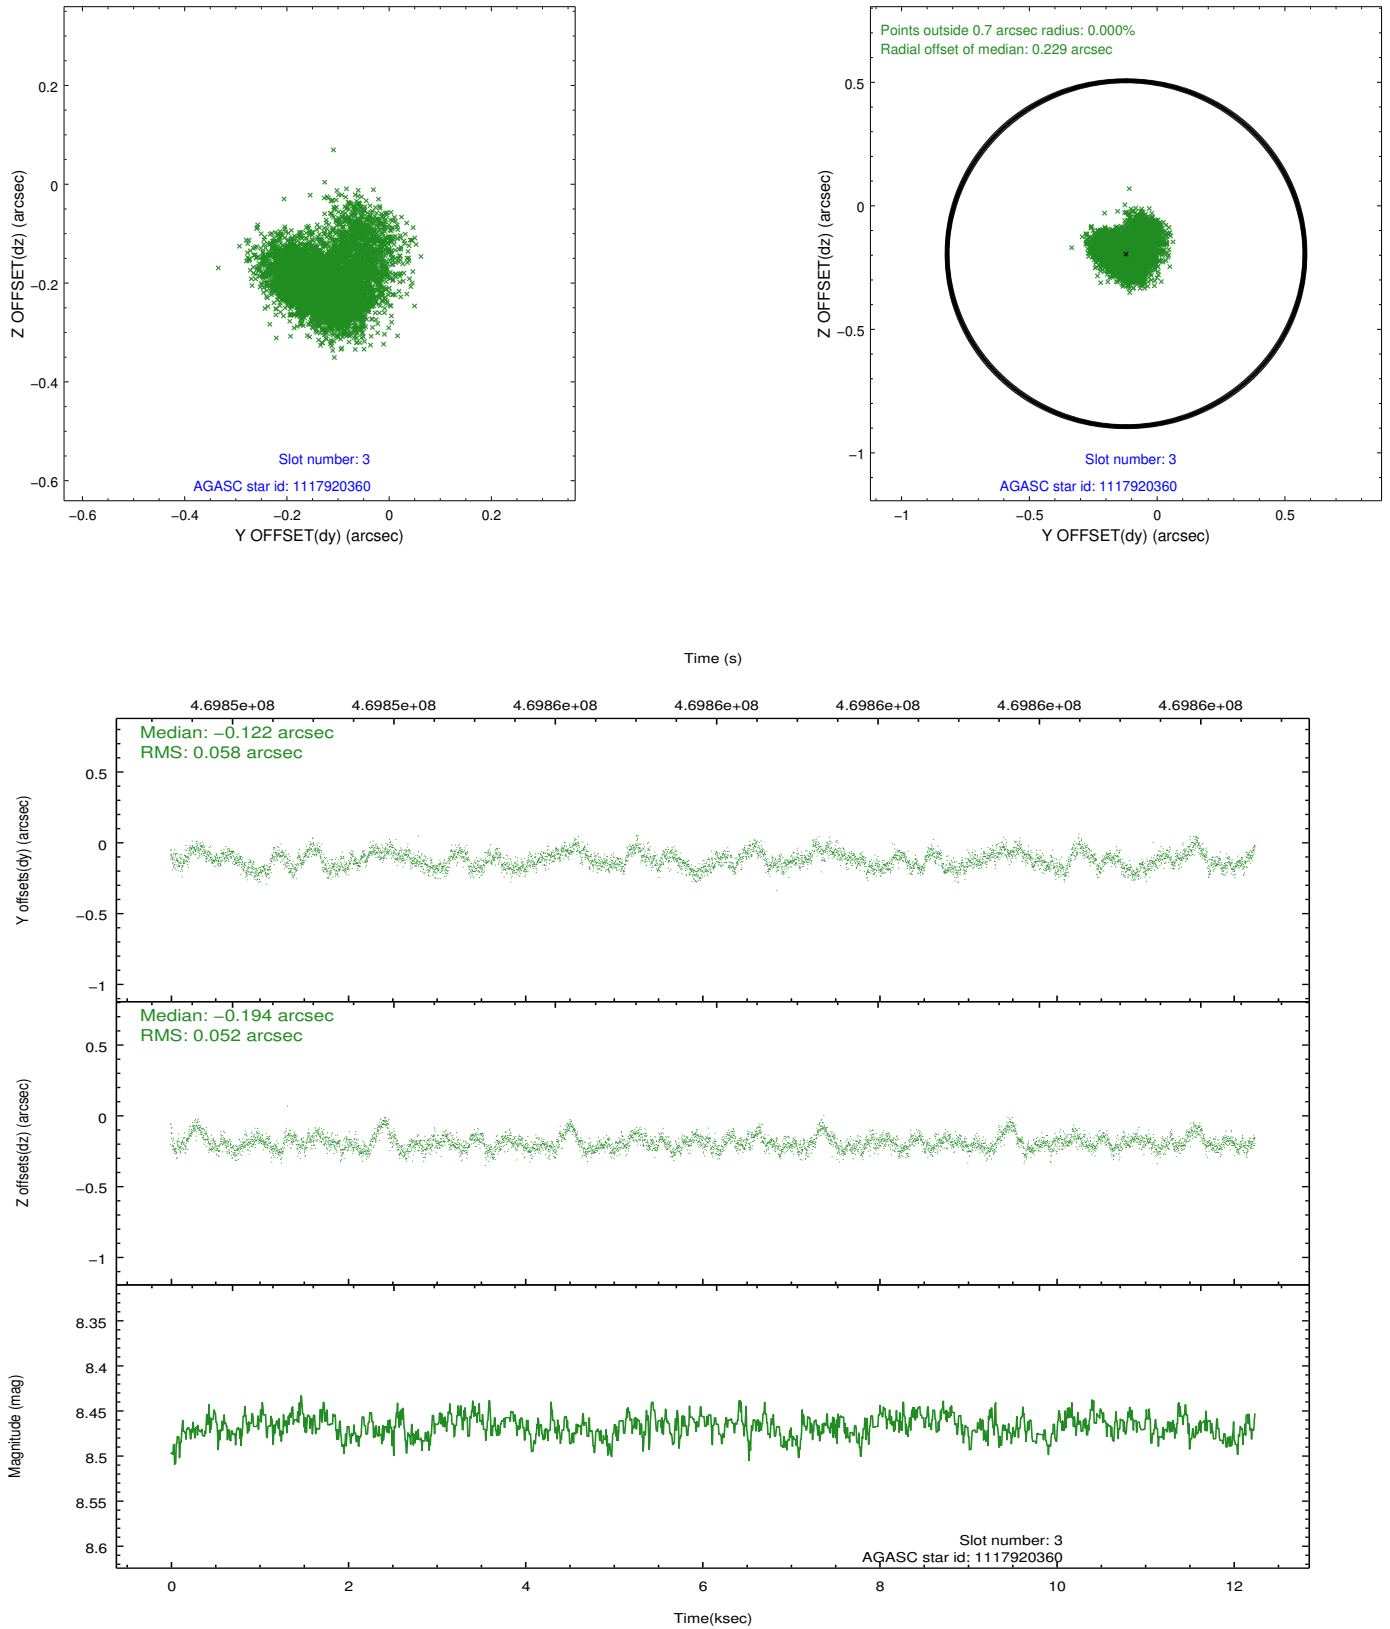 0.2
0
−0.2
−0.4
−0.6
Z OFFSET(dz) (arcsec)
Slot number: 3
AGASC star id: 1117920360
−0.6 −0.4 −0.2 0 0.2
Y OFFSET(dy) (arcsec)
Points outside 0.7 arcsec radius: 0.000%
Radial offset of median: 0.229 arcsec
0.5
0
−0.5
−1
Z OFFSET(dz) (arcsec)
Slot number: 3
AGASC star id: 1117920360
−1 −0.5 0 0.5
Y OFFSET(dy) (arcsec)
Time (s)
4.6985e+08 4.6985e+08 4.6986e+08 4.6986e+08 4.6986e+08 4.6986e+08 4.6986e+08
Median: −0.122 arcsec
RMS: 0.058 arcsec
0.5
0
−0.5
−1
Y offsets(dy) (arcsec)
Median: −0.194 arcsec
RMS: 0.052 arcsec
0.5
0
−0.5
−1
Z offsets(dz) (arcsec)
8.35
8.4
8.45
8.5
8.55
8.6
Magnitude (mag)
Slot number: 3
AGASC star id: 1117920360
0 2 4 6 8 10 12
Time(ksec)